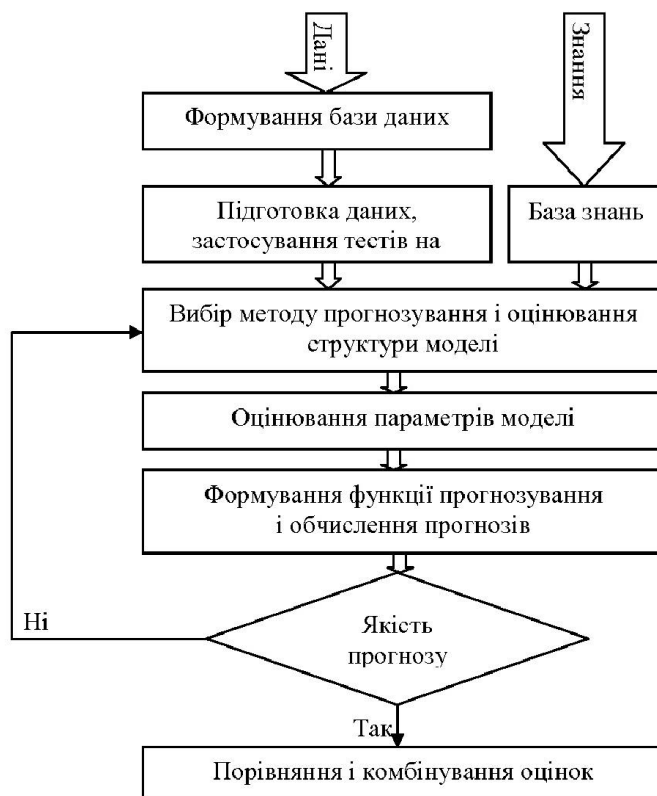 Дані
Знання
Формування бази даних
Підготовка даних,
застосування тестів на
База знань
Вибір методу прогнозування і оцінювання
структури моделі
Оцінювання параметрів моделі
Формування функції прогнозування
і обчислення прогнозів
Якість
прогнозу
Ні
Так
Порівняння і комбінування оцінок